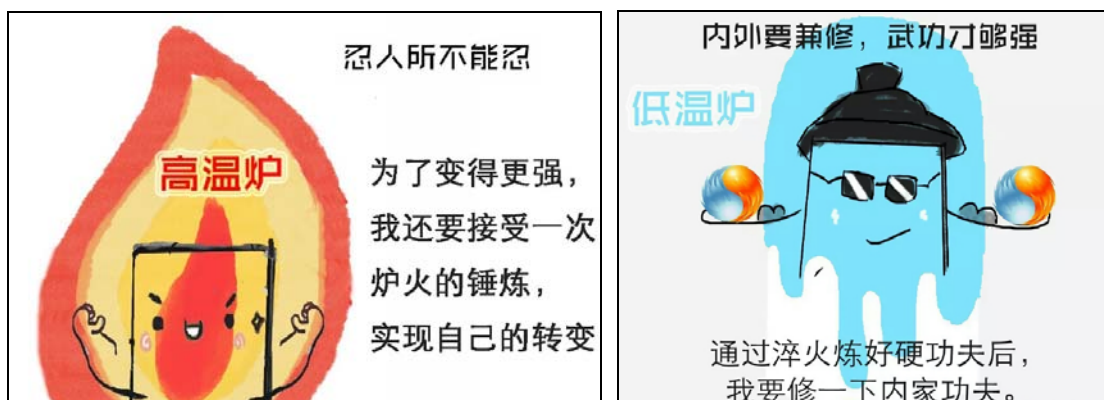 忍人所不能忍
高温炉
为了变得更强，
我还要接受一次
炉火的锤炼，
实现自己的转变
内外要兼修，武功才够强
低温炉
通过淬火炼好硬功夫后，
我要修一下内家功夫。